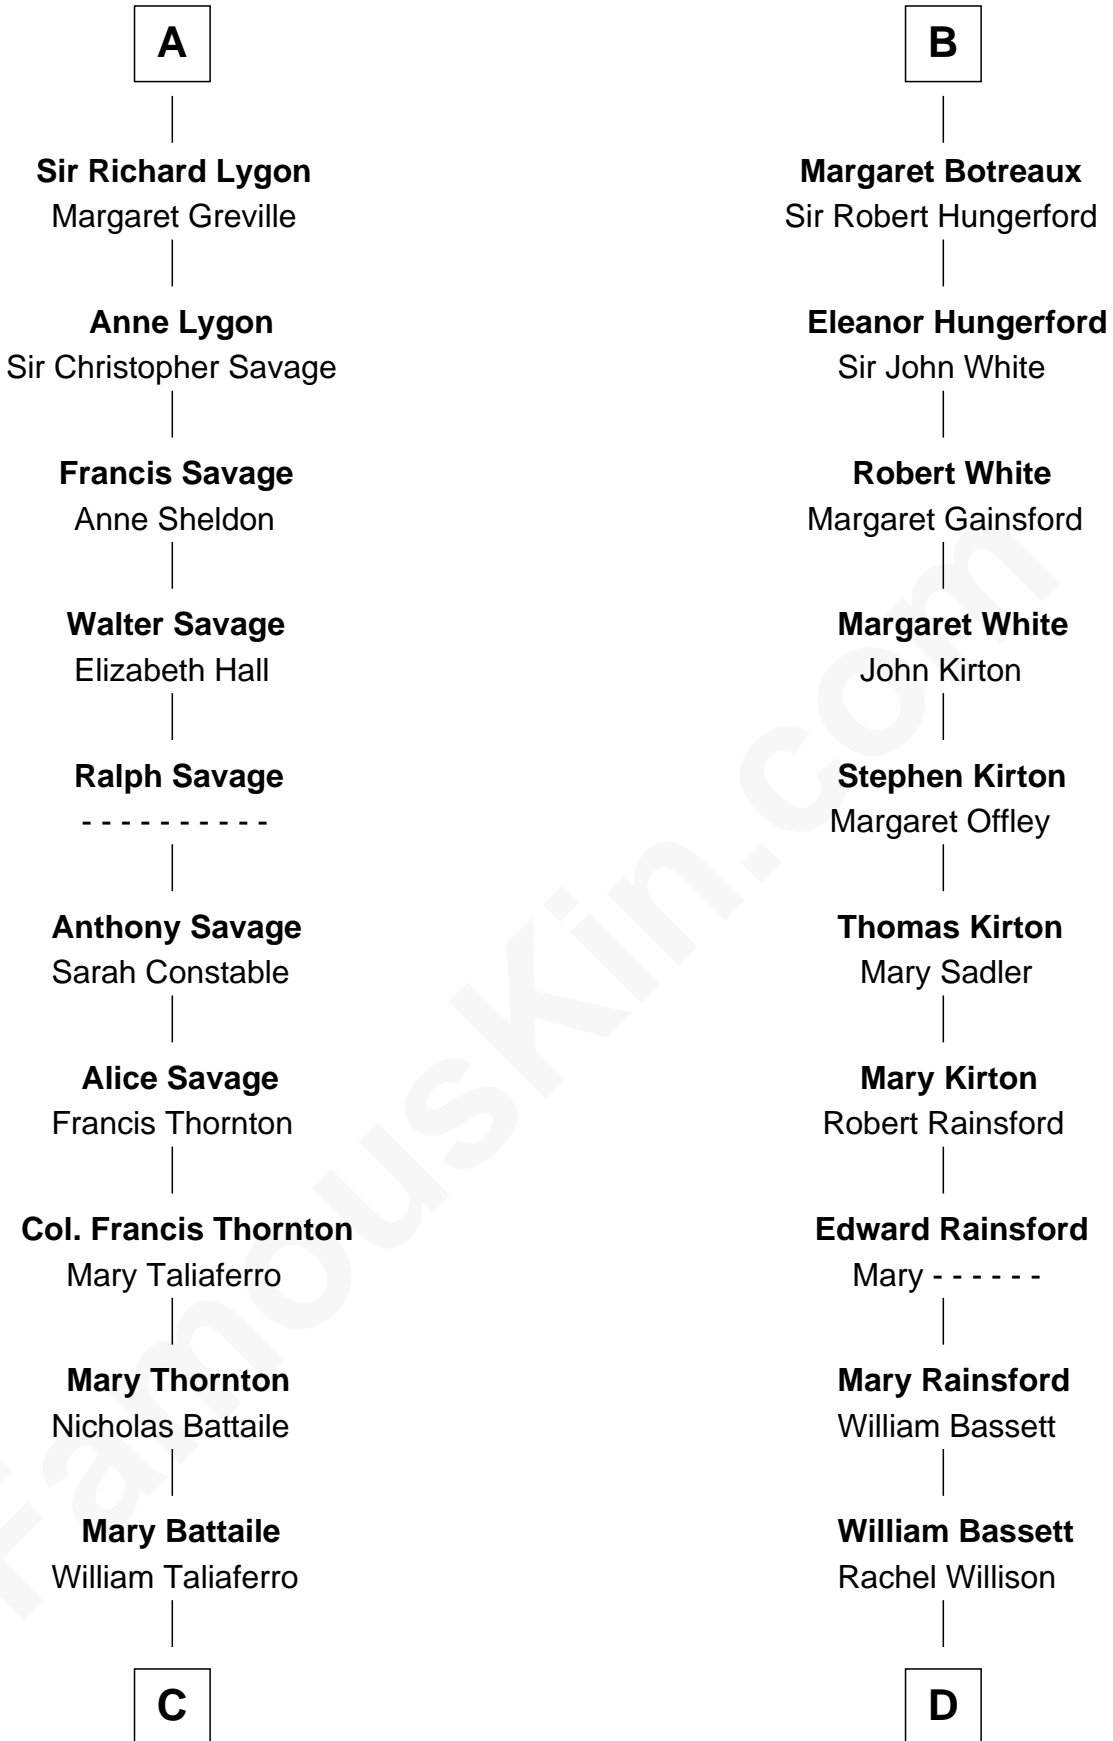 A
Sir Richard Lygon
Margaret Greville
Anne Lygon
Sir Christopher Savage
Francis Savage
Anne Sheldon
Walter Savage
Elizabeth Hall
Ralph Savage
- - - - - - - - - -
Anthony Savage
Sarah Constable
Alice Savage
Francis Thornton
Col. Francis Thornton
Mary Taliaferro
Mary Thornton
Nicholas Battaile
Mary Battaile
William Taliaferro
C
B
Margaret Botreaux
Sir Robert Hungerford
Eleanor Hungerford
Sir John White
Robert White
Margaret Gainsford
Margaret White
John Kirton
Stephen Kirton
Margaret Offley
Thomas Kirton
Mary Sadler
Mary Kirton
Robert Rainsford
Edward Rainsford
Mary - - - - - -
Mary Rainsford
William Bassett
William Bassett
Rachel Willison
D
FamousKin.com